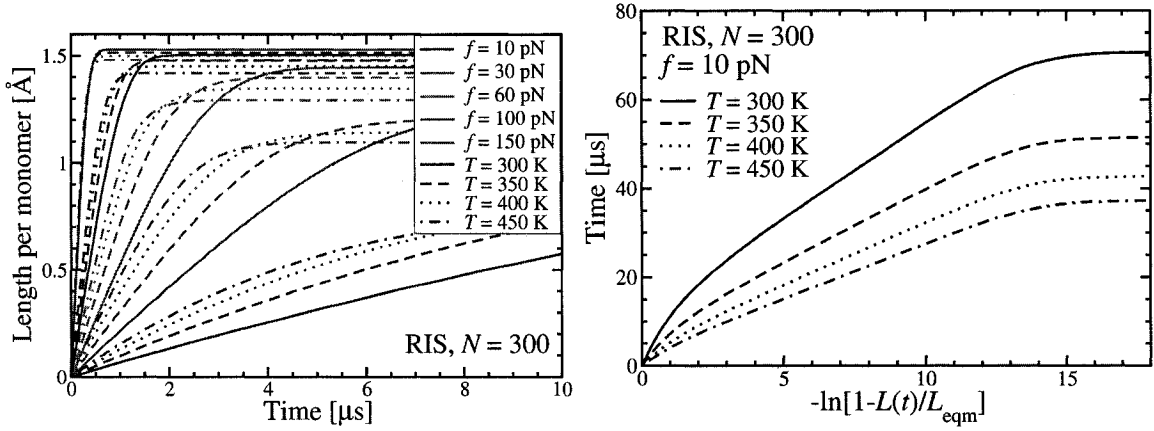 Length per monomer [Å]
1.5
1
0.5
0
f = 10 pN
f = 30 pN
f = 60 pN
f = 100 pN
f = 150 pN
T = 300 K
T = 350 K
T = 400 K
T = 450 K
RIS, N = 300
0 2 4 6 8 10
Time [μs]
Time [μs]
80
60
40
20
0
RIS, N = 300
f = 10 pN
T = 300 K
T = 350 K
T = 400 K
T = 450 K
0 5 10 15
-ln[1-L(t)/Leqm]